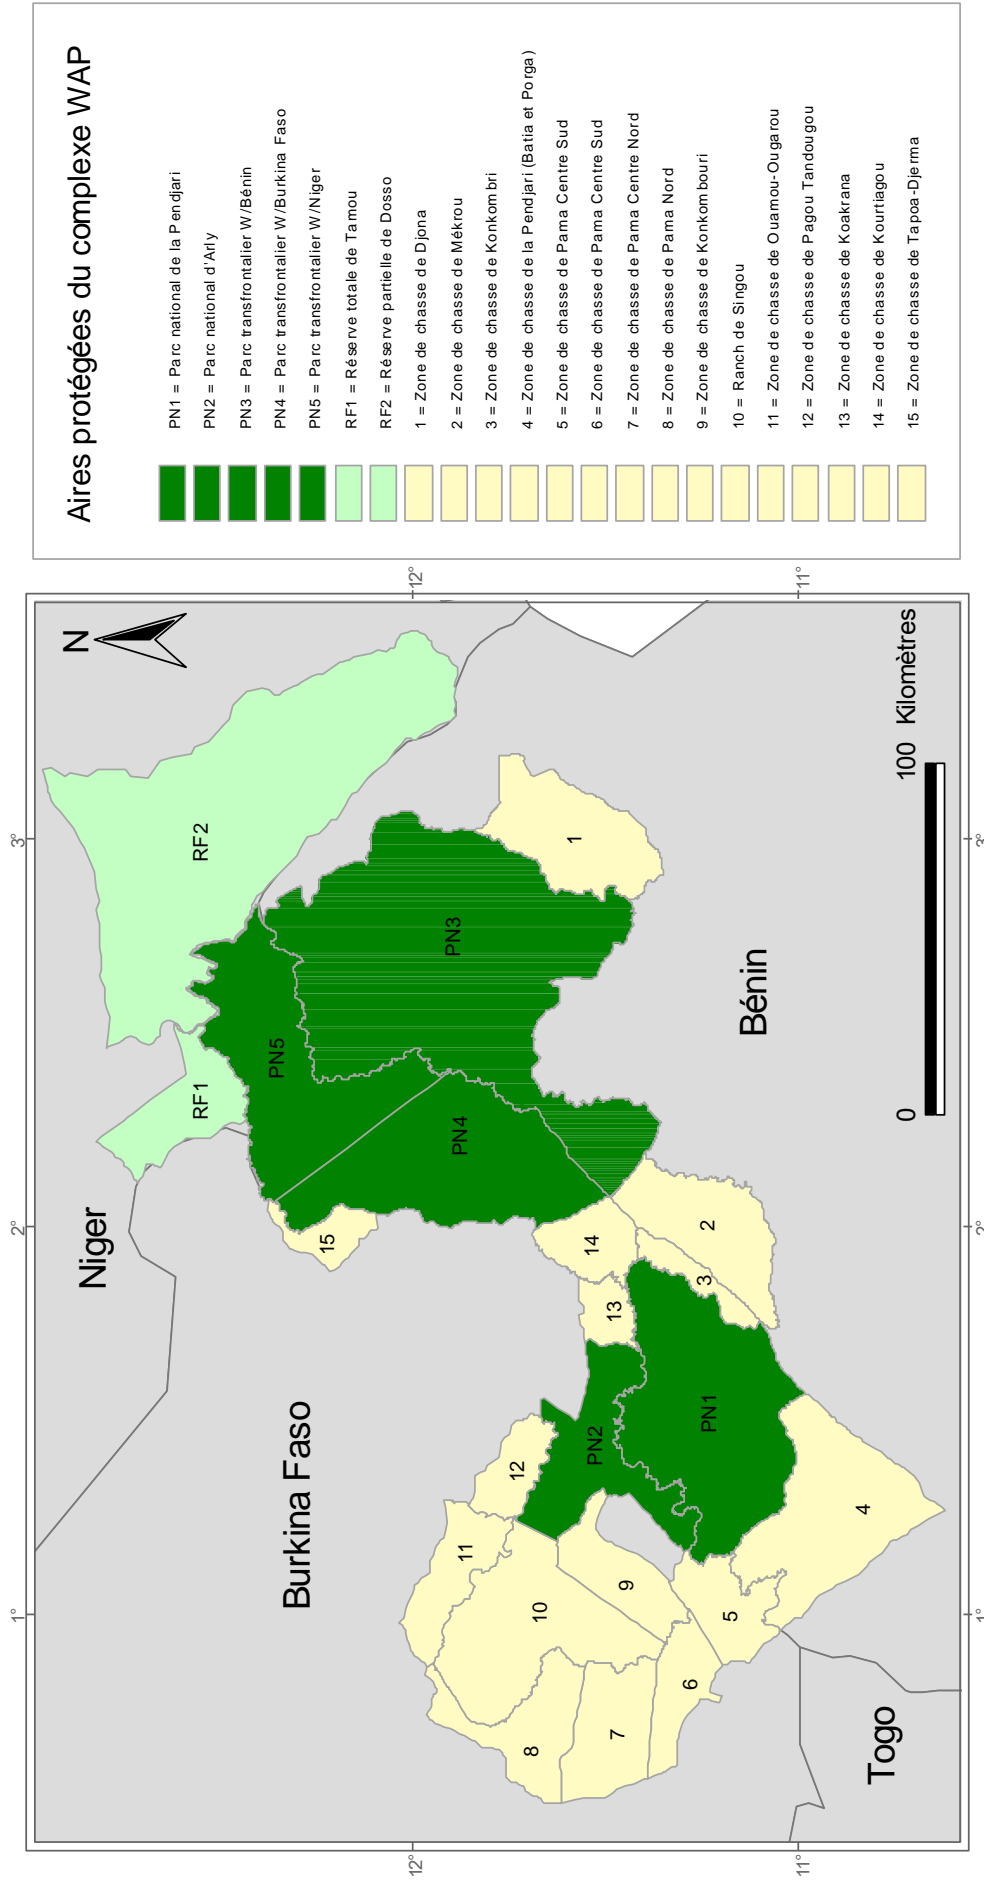 Aires protégées du complexe WAP
PN1 = Parc national de la Pendjari
PN2 = Parc national d'Arly
PN3 = Parc transfrontalier W/Bénin
PN4 = Parc transfrontalier W/Burkina Faso
PN5 = Parc transfrontalier W/Niger
RF1 = Réserve totale de Tamou
RF2 = Réserve partielle de Dosso
1 = Zone de chasse de Djona
2 = Zone de chasse de Mékrou
3 = Zone de chasse de Konkombri
4 = Zone de chasse de la Pendjari (Batia et Porga)
5 = Zone de chasse de Pama Centre Sud
6 = Zone de chasse de Pama Centre Sud
7 = Zone de chasse de Pama Centre Nord
8 = Zone de chasse de Pama Nord
9 = Zone de chasse de Konkombouri
10 = Ranch de Singou
11 = Zone de chasse de Ouamou-Ougarou
12 = Zone de chasse de Pagou Tandougou
13 = Zone de chasse de Koakrana
14 = Zone de chasse de Kourtiagou
15 = Zone de chasse de Tapoa-Djerma
1°
2°
3°
N
Niger
RF2
RF1
PN5
Burkina Faso
15
12°
12°
PN4
PN3
11
12
8
10
14
1
13
PN2
7
9
6
5
PN1
3
2
Bénin
11°
11°
4
Togo
0
100 Kilomètres
1°
2°
3°